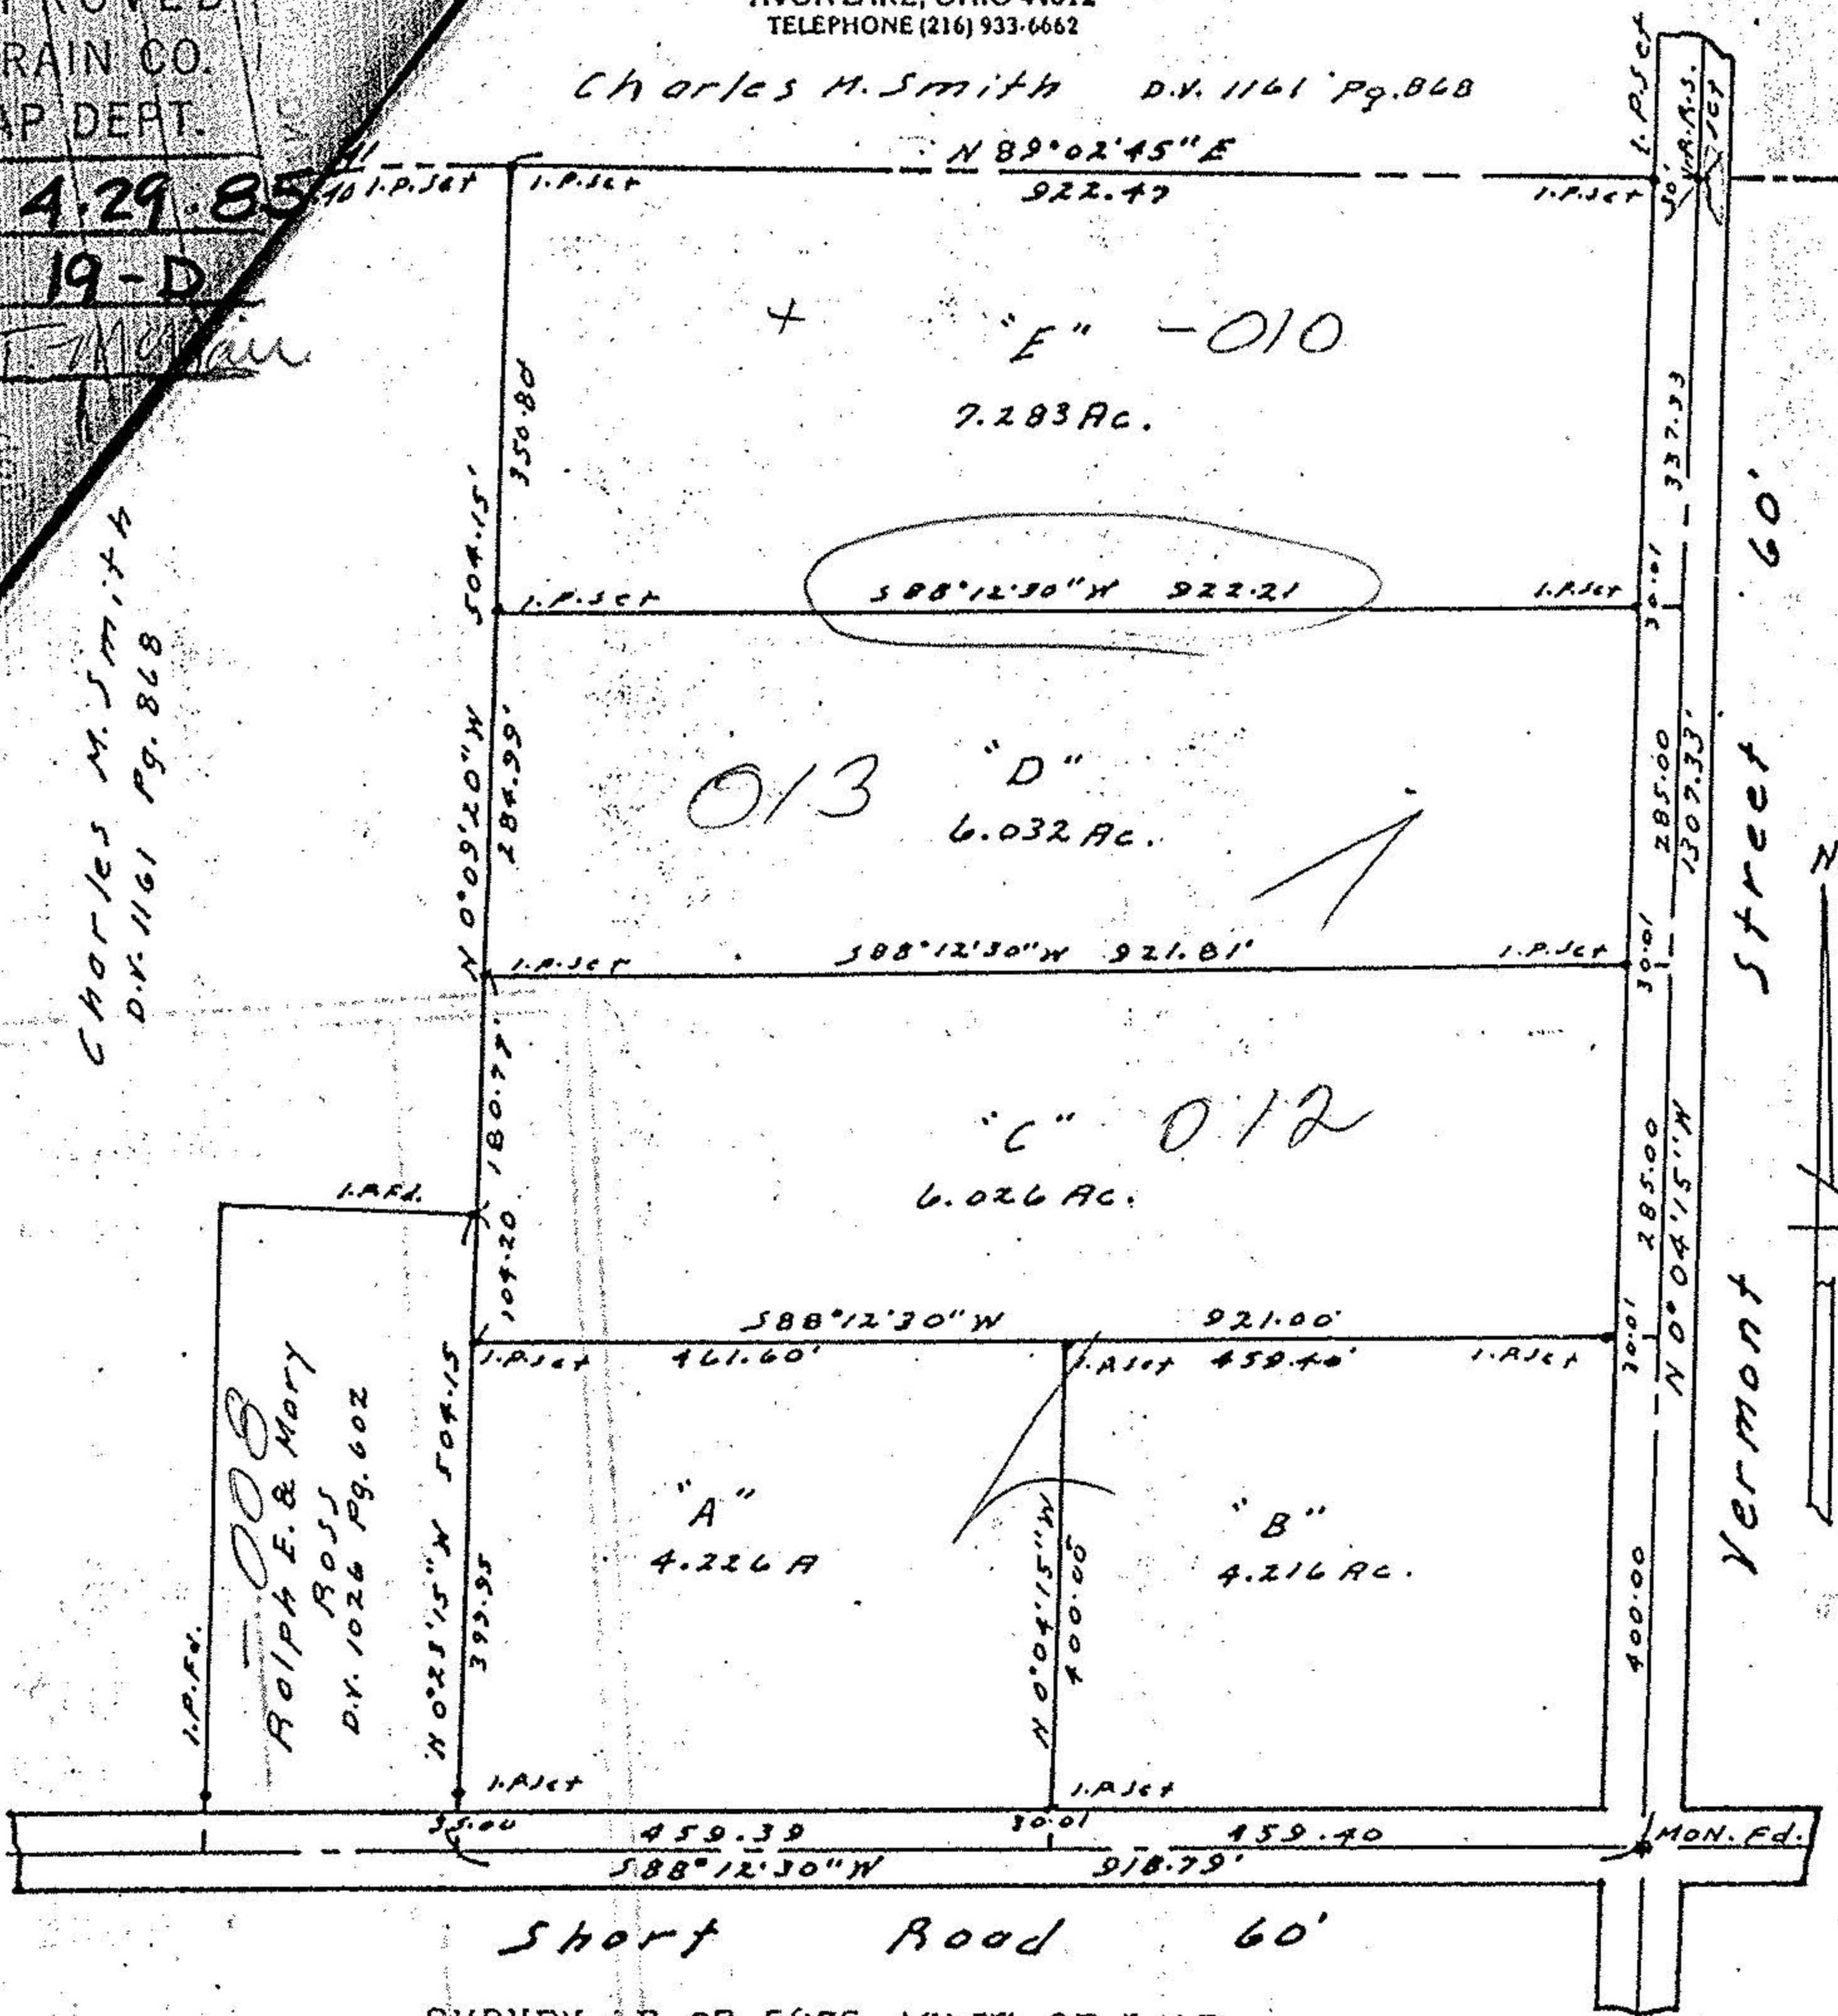 RAIN CO.
AP DEPT.
4.29.85
19-D
AVON LAKE, OHIO 44012
TELEPHONE (216) 933-6662
Charles M. Smith D.V. 1161 Pg. 868
N 89°02'45" E
922.47
I.P. Set
I.P. Set
I.P. Set
I.P. Set
30'
"E" -010
7.283 Ac.
350.80
504.15'
337.33
60'
I.P. Set
S 88°12'30" W 922.21
I.P. Set
30.01
Charles M. Smith
D.V. 1161 Pg. 868
N 0°09'20" W
284.99'
013 "D"
6.032 Ac.
285.00
1307.33'
Street
N
I.P. Set
S 88°12'30" W 921.81'
I.P. Set
30.01
180.77'
"C" 012
6.026 Ac.
285.00
N 0°04'15" W
I.P. Fd.
104.20
S 88°12'30" W 921.00'
I.P. Set 461.60' I.P. Set 459.40' I.P. Set
30.01
Vermont
-008
Ralph E. & Mary
Ross
D.V. 1026 Pg. 602
I.P. Fd.
N 0°23'15" W 504.15
399.95
"A"
4.226 A
N 0°04'15" W
400.00
"B"
4.216 Ac.
400.00
I.P. Set
I.P. Set
459.39 30.01 459.40 MON. Fd.
S 88°12'30" W 918.79'
Short Road 60'